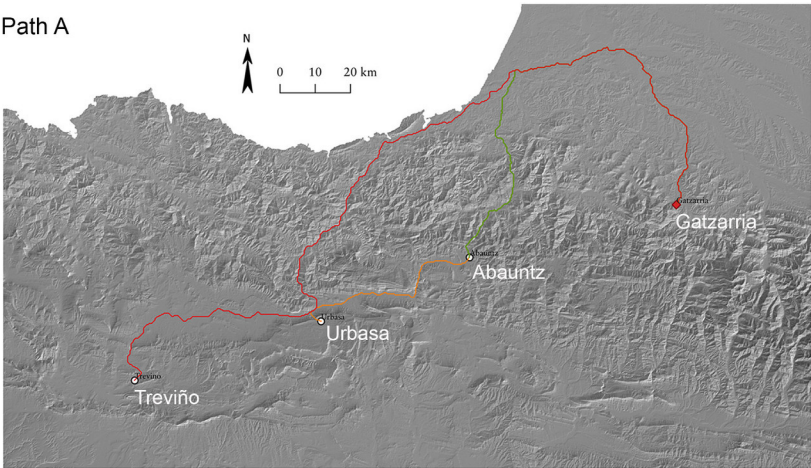 Path A
N
0 10 20 km
Gatzarria
Gatzarria
Abauntz
Abauntz
Urbasa
Urbasa
Treviño
Treviño